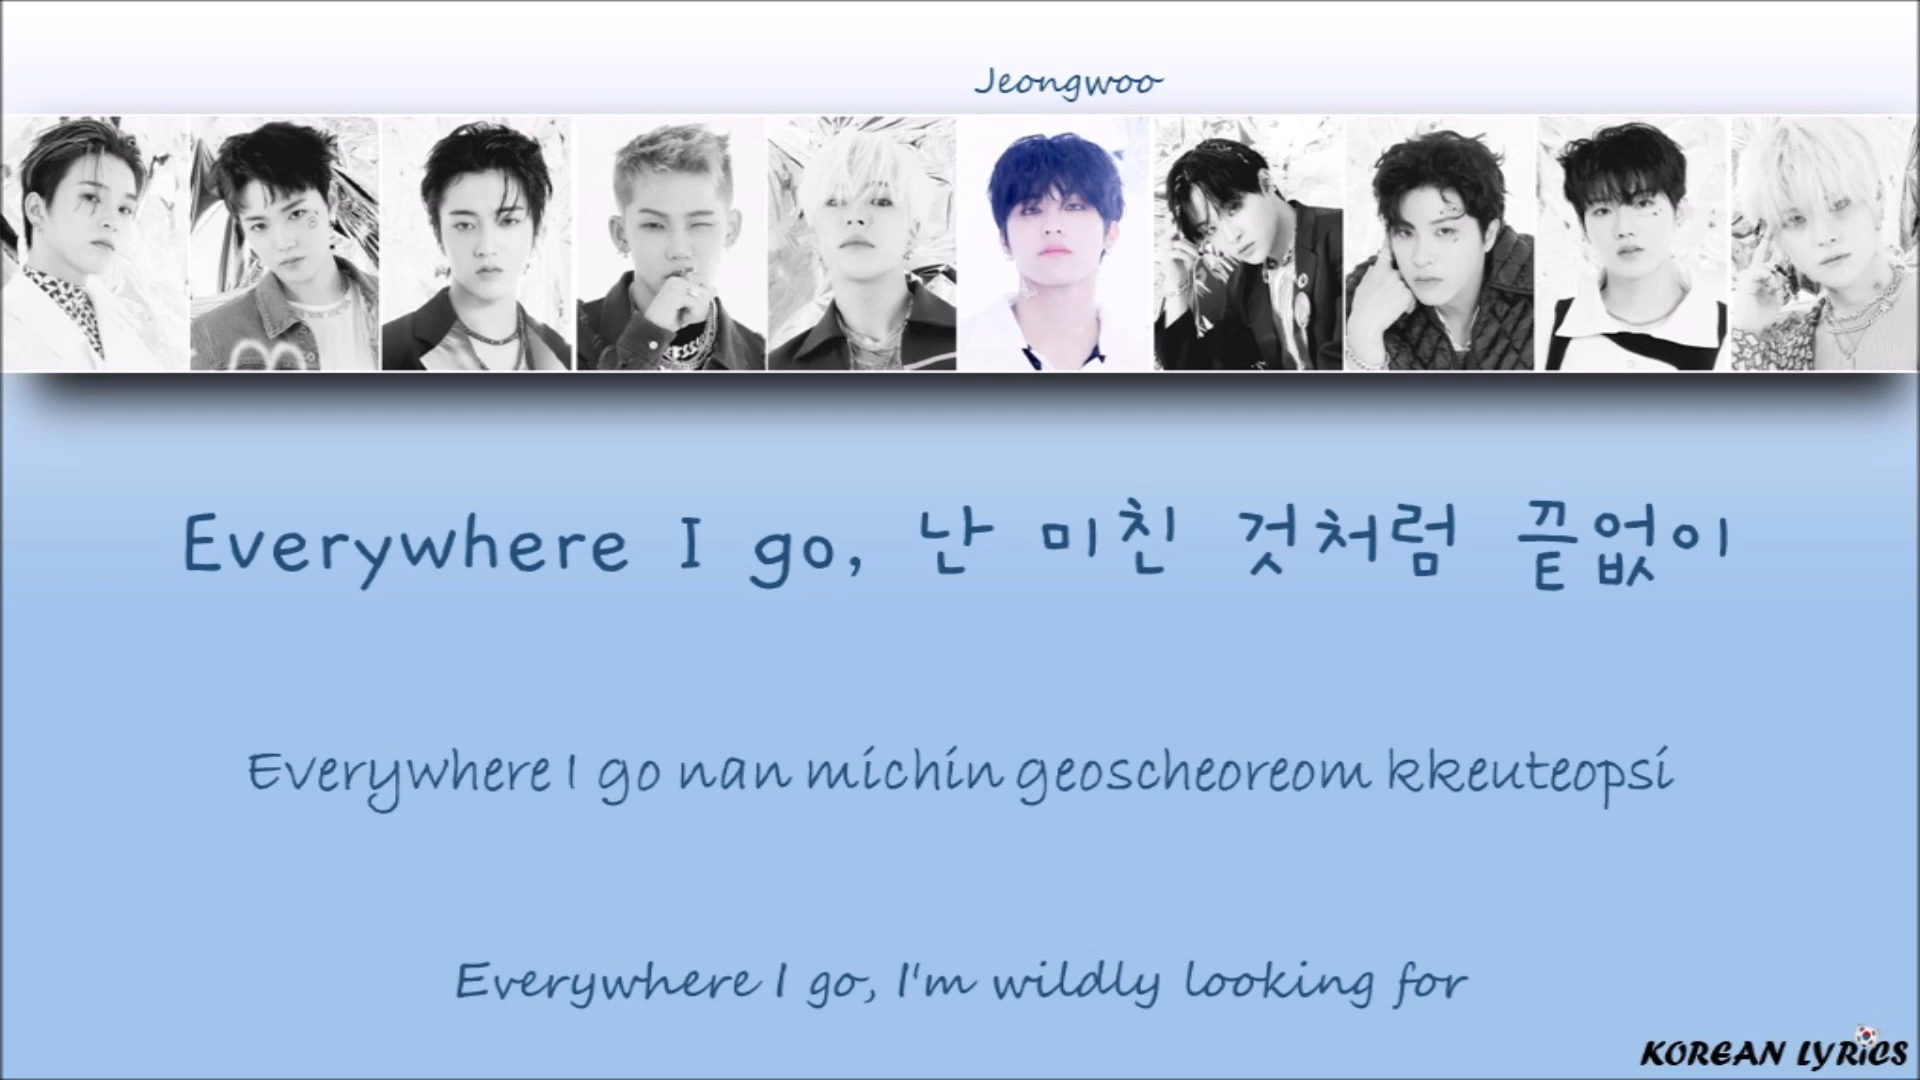 Jeongwoo
Everywhere I go, 난 미친 것처럼 끝없이
Everywhere I go nan michin geoscheoreom kkeuteopsi
Everywhere I go, I'm wildly looking for
KOREAN LYRICS